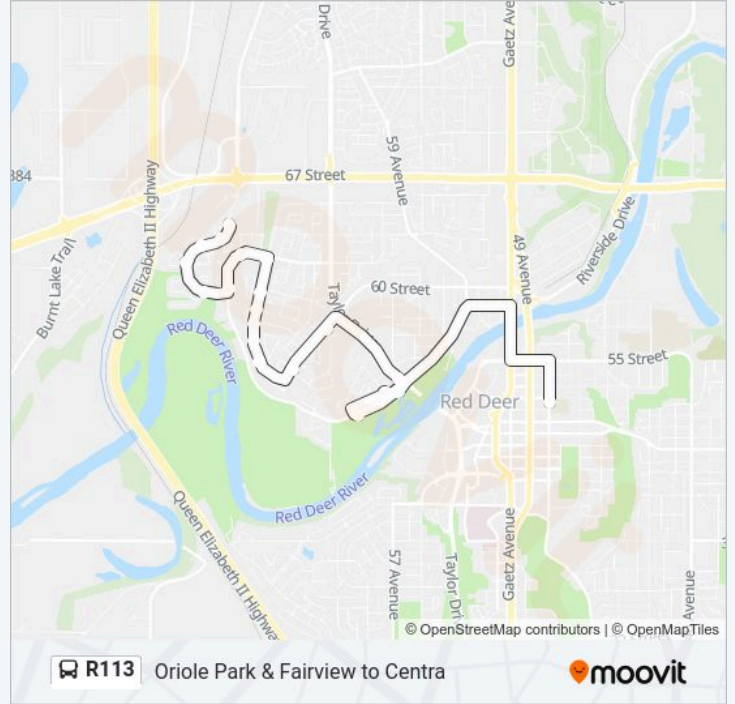 Drive
Gaetz Ave
59 Avenue
67 Street
384
Queen Elizabeth II Highway
Burnt Lake Trail
49 Avenue
Riverside Drive
60 Street
Red Deer River
55 Street
Red Deer
Red Deer River
Queen Elizabeth II Highwa
57 Avenue
Taylor Dri
Gaetz Avenue
Avenue
© OpenStreetMap contributors | © OpenMapTiles
R113 Oriole Park & Fairview to Centra
moovit